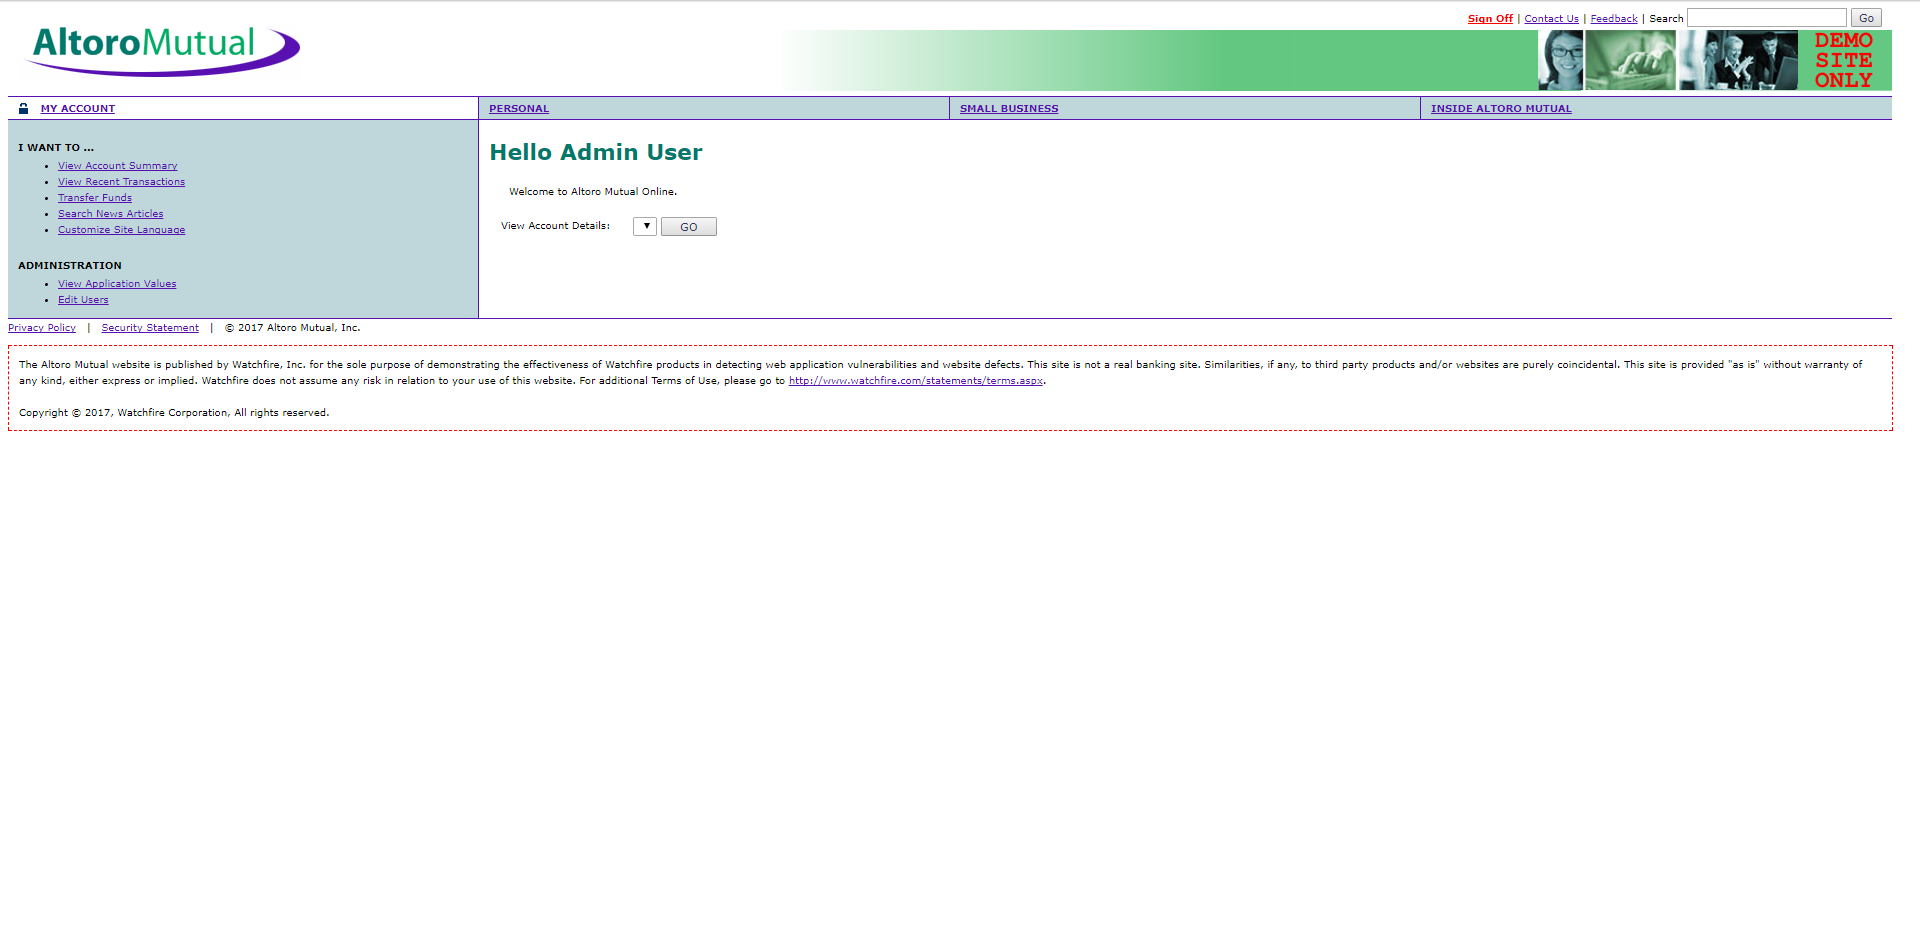 Sign Off | Contact Us | Feedback | Search Go
AltoroMutual
DEMO
SITE
ONLY
MY ACCOUNT PERSONAL SMALL BUSINESS INSIDE ALTORO MUTUAL
I WANT TO ...
• View Account Summary
• View Recent Transactions
• Transfer Funds
• Search News Articles
• Customize Site Language
ADMINISTRATION
• View Application Values
• Edit Users
Hello Admin User
Welcome to Altoro Mutual Online.
View Account Details: GO
Privacy Policy | Security Statement | © 2017 Altoro Mutual, Inc.
The Altoro Mutual website is published by Watchfire, Inc. for the sole purpose of demonstrating the effectiveness of Watchfire products in detecting web application vulnerabilities and website defects. This site is not a real banking site. Similarities, if any, to third party products and/or websites are purely coincidental. This site is provided "as is" without warranty of
any kind, either express or implied. Watchfire does not assume any risk in relation to your use of this website. For additional Terms of Use, please go to http://www.watchfire.com/statements/terms.aspx.
Copyright © 2017, Watchfire Corporation, All rights reserved.